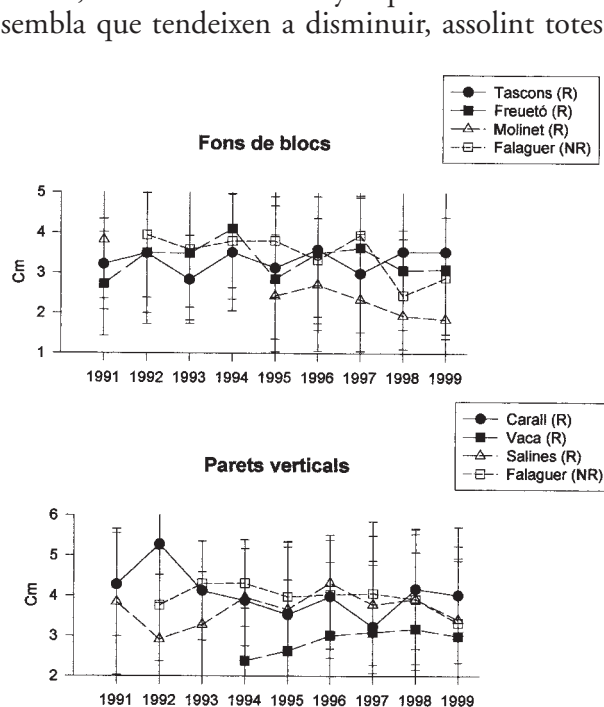 sembla que tendeixen a disminuir, assolint totes
Tascons (R)
Freuetó (R)
Molinet (R)
Falaguer (NR)
Fons de blocs
5
4
3
2
1
Cm
1991 1992 1993 1994 1995 1996 1997 1998 1999
Carall (R)
Vaca (R)
Salines (R)
Falaguer (NR)
Parets verticals
6
5
4
3
2
Cm
1991 1992 1993 1994 1995 1996 1997 1998 1999